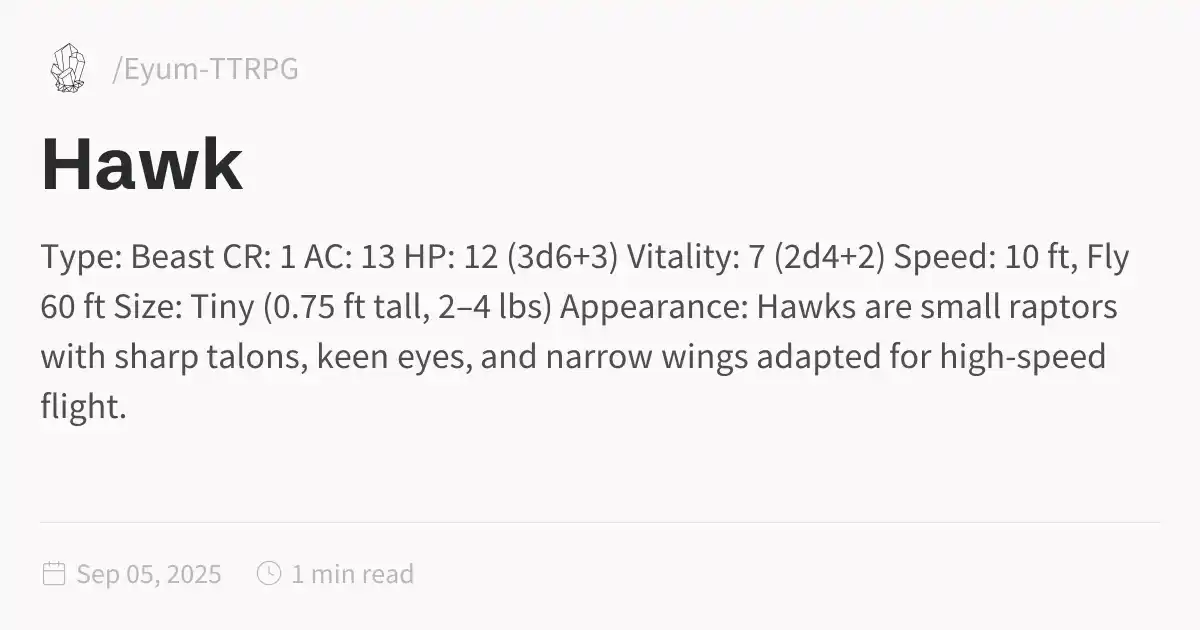 /Eyum-TTRPG
Hawk
Type: Beast CR: 1 AC: 13 HP: 12 (3d6+3) Vitality: 7 (2d4+2) Speed: 10 ft, Fly
60 ft Size: Tiny (0.75 ft tall, 2–4 lbs) Appearance: Hawks are small raptors
with sharp talons, keen eyes, and narrow wings adapted for high-speed
flight.
Sep 05, 2025 1 min read